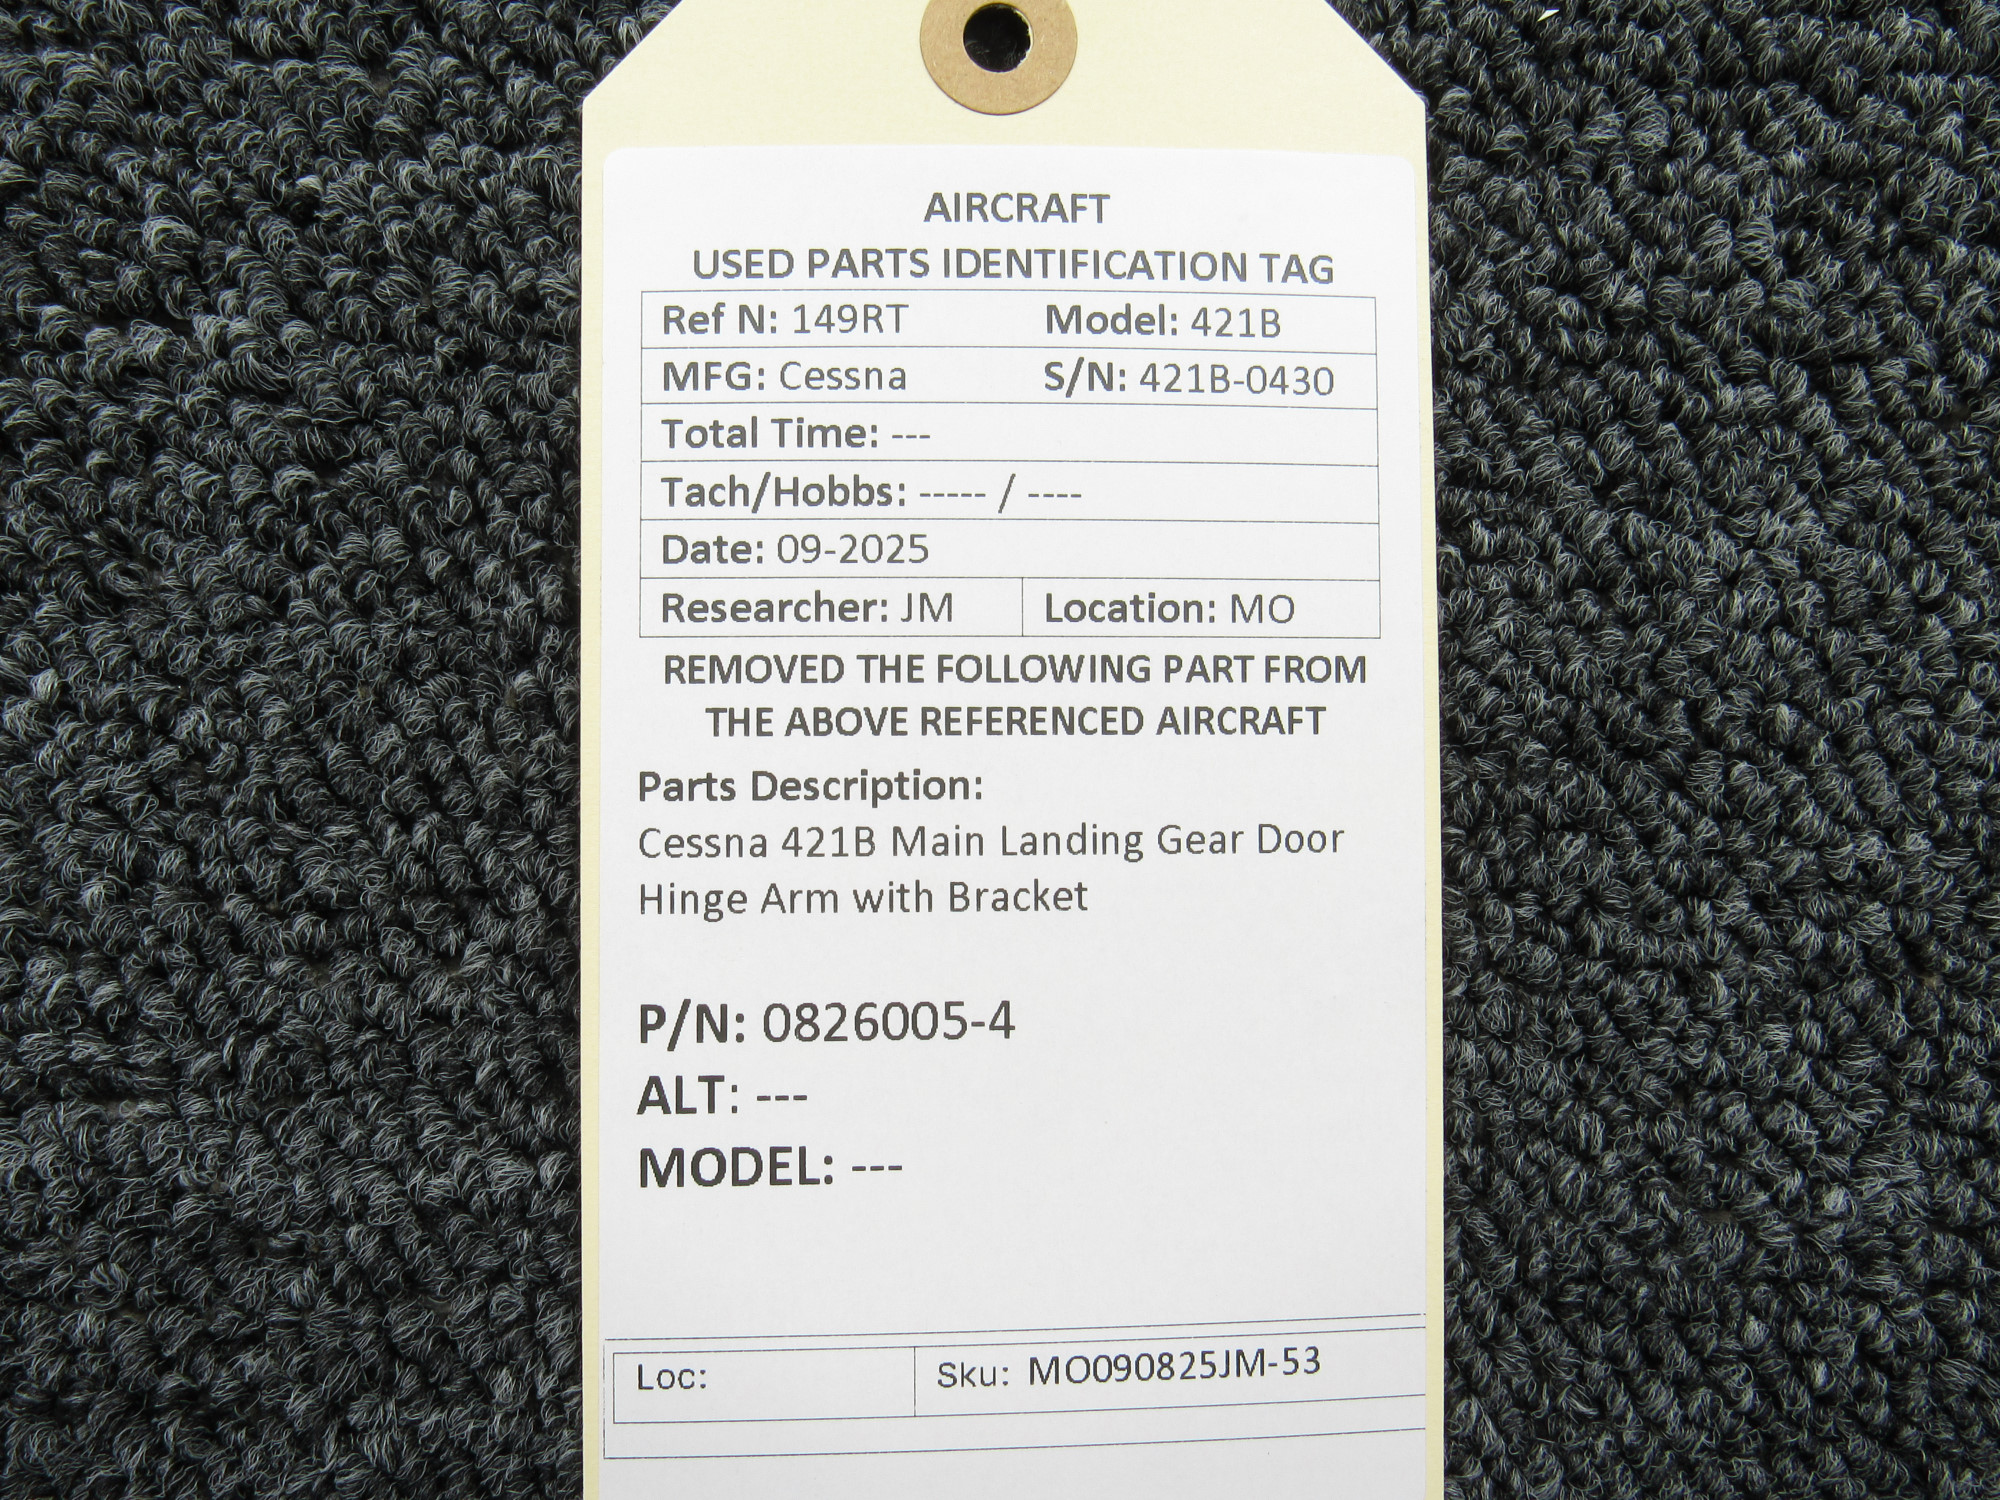 AIRCRAFT
USED PARTS IDENTIFICATION TAG
Ref N: 149RT Model: 421B
MFG: Cessna S/N: 421B-0430
Total Time: ---
Tach/Hobbs: ----- / ----
Date: 09-2025
Researcher: JM Location: MO
REMOVED THE FOLLOWING PART FROM
THE ABOVE REFERENCED AIRCRAFT
Parts Description:
Cessna 421B Main Landing Gear Door
Hinge Arm with Bracket
P/N: 0826005-4
ALT: ---
MODEL: ---
Loc: Sku: MO090825JM-53